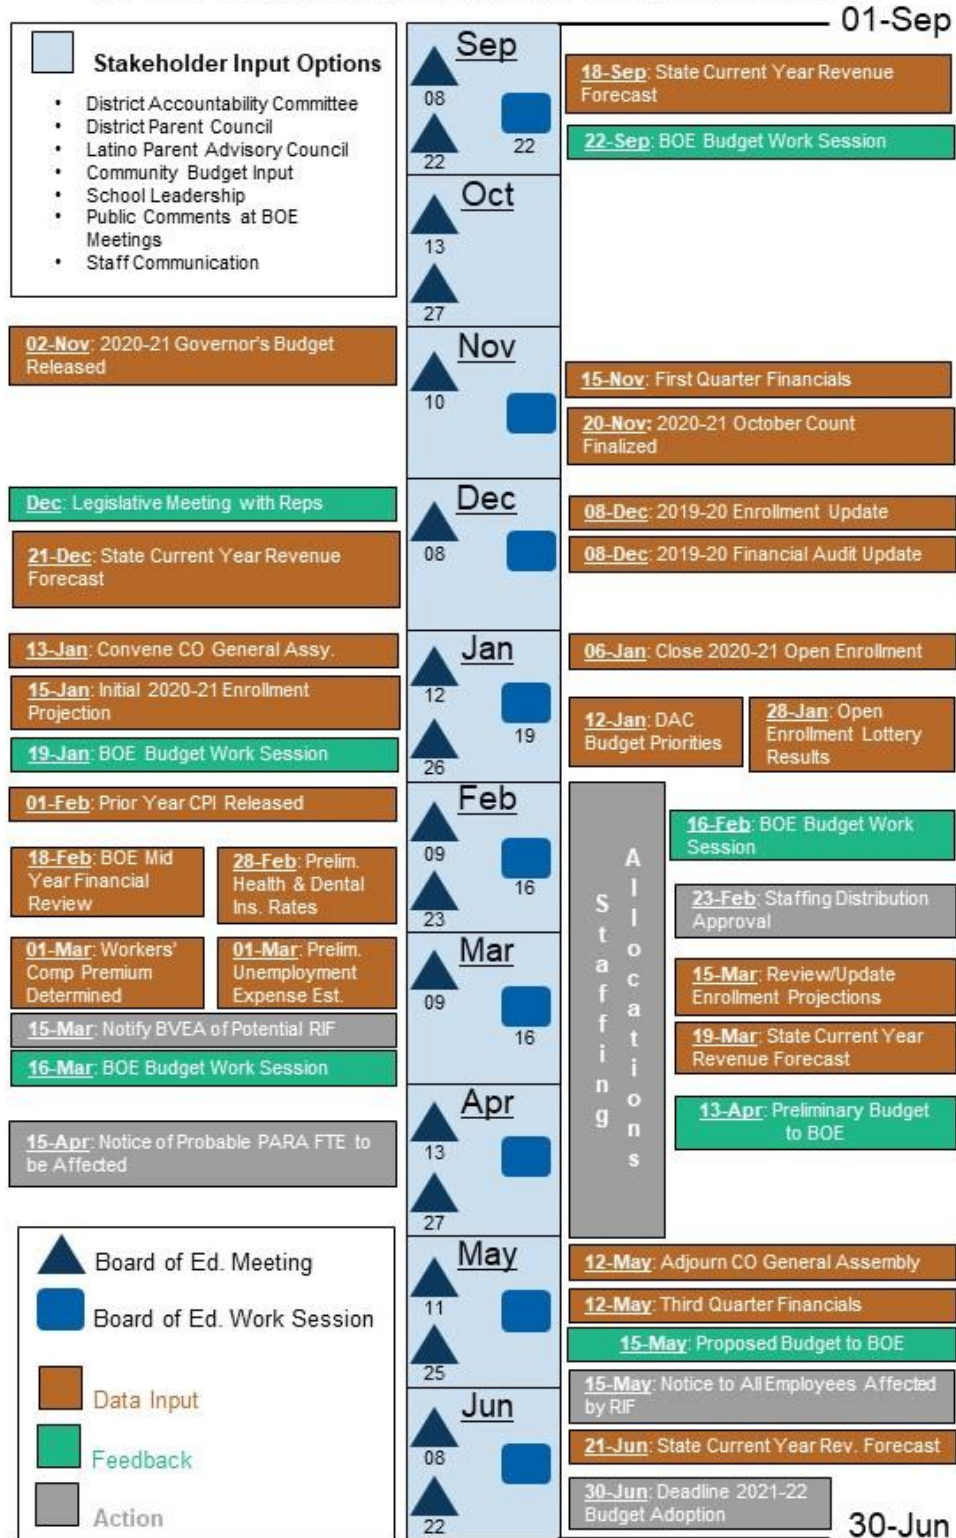 01-Sep
Stakeholder Input Options
• District Accountability Committee
• District Parent Council
• Latino Parent Advisory Council
• Community Budget Input
• School Leadership
• Public Comments at BOE
Meetings
• Staff Communication
Sep
08
22
22
18-Sep: State Current Year Revenue
Forecast
22-Sep: BOE Budget Work Session
Oct
13
27
02-Nov: 2020-21 Governor's Budget
Released
Nov
10
15-Nov: First Quarter Financials
20-Nov: 2020-21 October Count
Finalized
Dec: Legislative Meeting with Reps
21-Dec: State Current Year Revenue
Forecast
Dec
08
08-Dec: 2019-20 Enrollment Update
08-Dec: 2019-20 Financial Audit Update
13-Jan: Convene CO General Assy.
15-Jan: Initial 2020-21 Enrollment
Projection
19-Jan: BOE Budget Work Session
Jan
12
19
26
06-Jan: Close 2020-21 Open Enrollment
12-Jan: DAC
Budget Priorities
28-Jan: Open
Enrollment Lottery
Results
01-Feb: Prior Year CPI Released
18-Feb: BOE Mid
Year Financial
Review
28-Feb: Prelim.
Health & Dental
Ins. Rates
Feb
09
16
23
Staffing
Allocations
16-Feb: BOE Budget Work
Session
23-Feb: Staffing Distribution
Approval
01-Mar: Workers'
Comp Premium
Determined
01-Mar: Prelim.
Unemployment
Expense Est.
15-Mar: Notify BVEA of Potential RIF
16-Mar: BOE Budget Work Session
Mar
09
16
15-Mar: Review/Update
Enrollment Projections
19-Mar: State Current Year
Revenue Forecast
15-Apr: Notice of Probable PARA FTE to
be Affected
Apr
13
27
13-Apr: Preliminary Budget
to BOE
Board of Ed. Meeting
Board of Ed. Work Session
Data Input
Feedback
Action
May
11
25
12-May: Adjourn CO General Assembly
12-May: Third Quarter Financials
15-May: Proposed Budget to BOE
15-May: Notice to All Employees Affected
by RIF
Jun
08
22
21-Jun: State Current Year Rev. Forecast
30-Jun: Deadline 2021-22
Budget Adoption
30-Jun